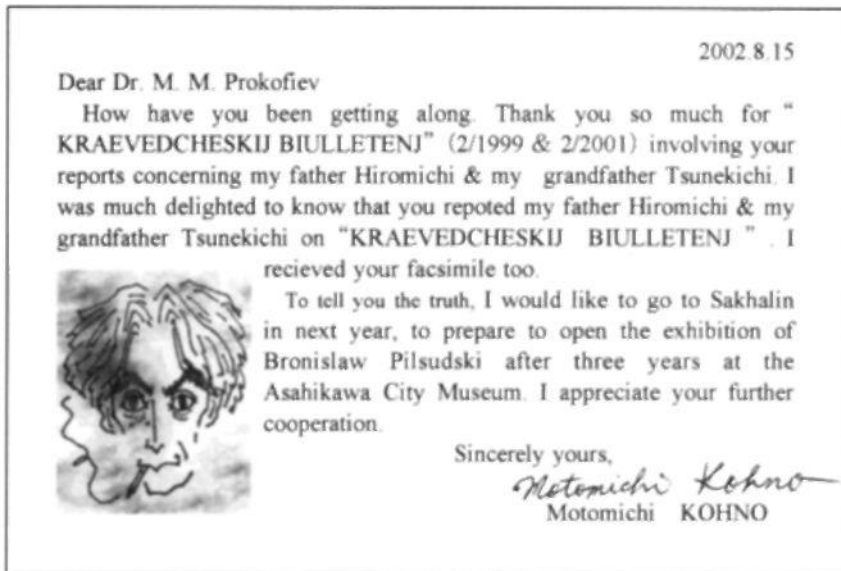 2002.8.15
Dear Dr. M. M. Prokofiev
How have you been getting along. Thank you so much for “
KRAEVEDCHESKIJ BIULLETENJ” (2/1999 & 2/2001) involving your
reports concerning my father Hiromichi & my grandfather Tsunekichi. I
was much delighted to know that you repoted my father Hiromichi & my
grandfather Tsunekichi on “KRAEVEDCHESKIJ BIULLETENJ ” . I
recieved your facsimile too.
To tell you the truth, I would like to go to Sakhalin
in next year, to prepare to open the exhibition of
Bronislaw Pilsudski after three years at the
Asahikawa City Museum. I appreciate your further
cooperation.
Sincerely yours,
Motomichi Kohno
Motomichi KOHNO